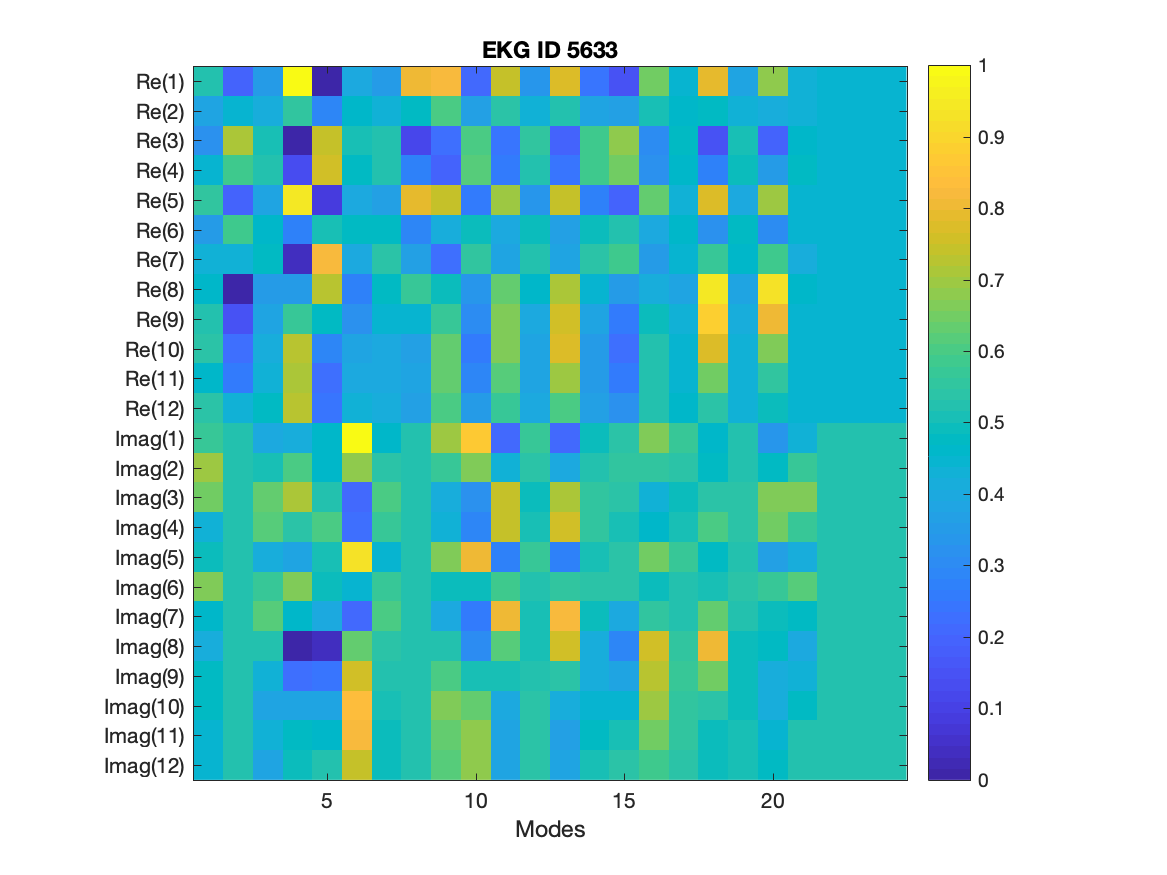 EKG ID 5633
Re(1)
Re(2)
Re(3)
Re(4)
Re(5)
Re(6)
Re(7)
Re(8)
Re(9)
Re(10)
Re(11)
Re(12)
Imag(1)
Imag(2)
Imag(3)
Imag(4)
Imag(5)
Imag(6)
Imag(7)
Imag(8)
Imag(9)
Imag(10)
Imag(11)
Imag(12)
5 10 15 20
Modes
1
0.9
0.8
0.7
0.6
0.5
0.4
0.3
0.2
0.1
0